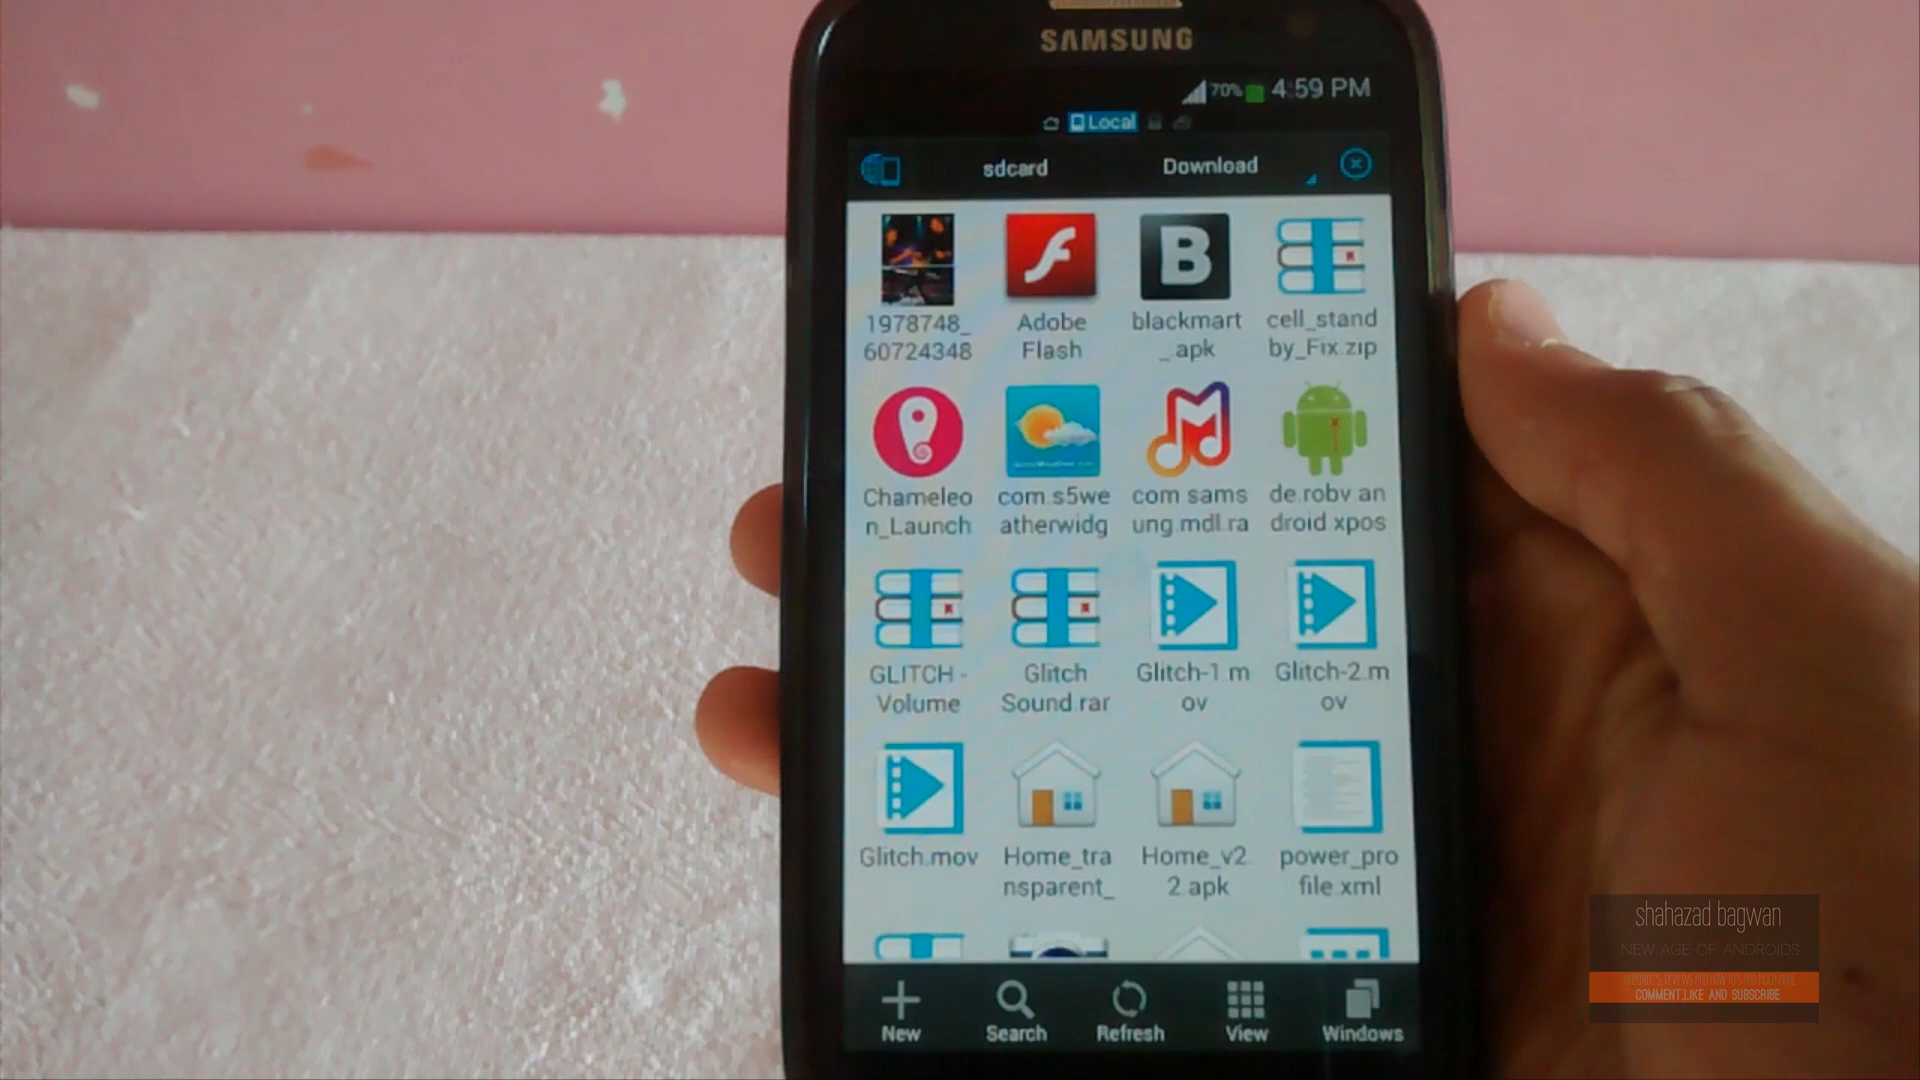 SAMSUNG
70% 4:59 PM
Local
sdcard Download
1978748_
60724348
Adobe
Flash
blackmart
_.apk
cell_stand
by_Fix.zip
Chameleo
n_Launch
com.s5we
atherwidg
com.sams
ung.mdl.ra
de.robv.an
droid.xpos
GLITCH -
Volume
Glitch
Sound.rar
Glitch-1.m
ov
Glitch-2.m
ov
Glitch.mov
Home_tra
nsparent_
Home_v2.
2.apk
power_pro
file.xml
New Search Refresh View Windows
shahazad bagwan
NEW AGE OF ANDROIDS
COMMENT,LIKE AND SUBSCRIBE